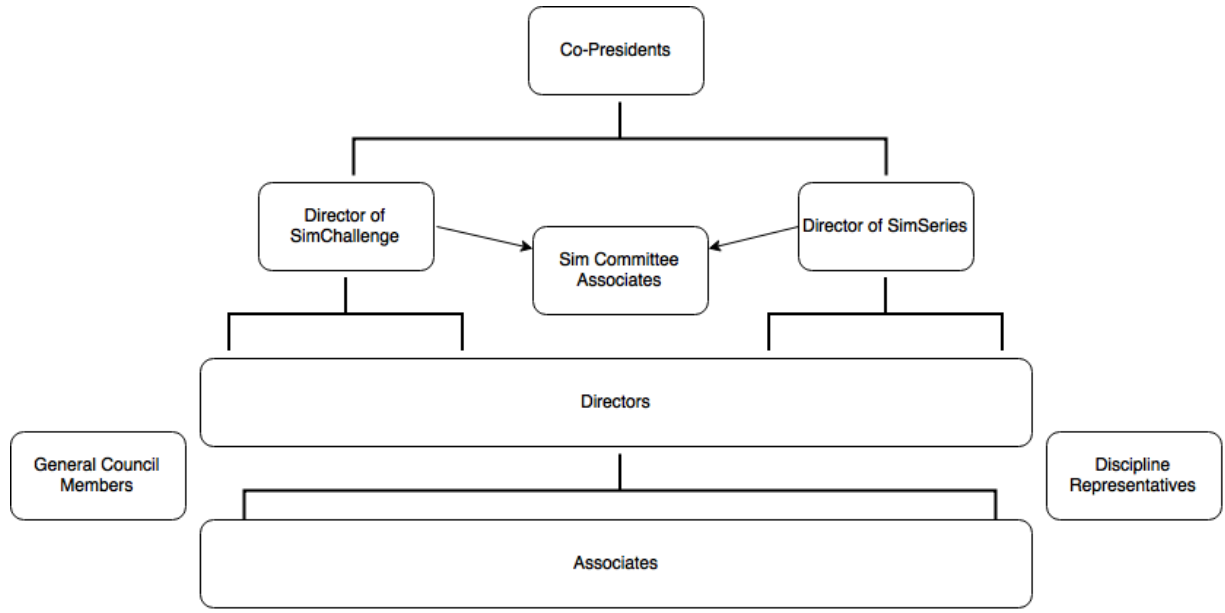 Co-Presidents
Director of
SimChallenge
Sim Committee
Associates
Director of SimSeries
Directors
General Council
Members
Discipline
Representatives
Associates